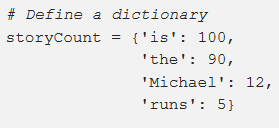 # Define a dictionary
storyCount = {'is': 100,
              'the': 90,
              'Michael': 12,
              'runs': 5}